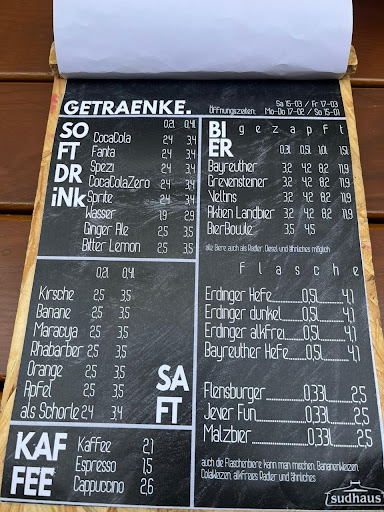 GETRAENKE.
Öffnungszeiten: Sa 15-03 / Fr 17-03
Mo-Do 17-02 / So 15-01
SOFTDRiNK
0,2l 0,4l
CocaCola 2,4 3,4
Fanta 2,4 3,4
Spezi 2,4 3,4
CocaColaZero 2,4 3,4
Sprite 2,4 3,4
Wasser 1,9 2,9
Ginger Ale 2,5 3,5
Bitter Lemon 2,5 3,5
SAFT
0,2l 0,4l
Kirsche 2,5 3,5
Banane 2,5 3,5
Maracuya 2,5 3,5
Rhabarber 2,5 3,5
Orange 2,5 3,5
Apfel 2,5 3,5
als Schorle 2,4 3,4
KAFFEE
Kaffee 2,1
Espresso 1,5
Cappuccino 2,6
BIER
gezapft
0,3l 0,5l 1,0l 1,5l
Bayreuther 3,2 4,2 8,2 11,9
Grevensteiner 3,2 4,2 8,2 11,9
Veltins 3,2 4,2 8,2 11,9
Aktien Landbier 3,2 4,2 8,2 11,9
BierBowle 3,5 4,5
alle Biere auch als Radler, Diesel und ähnliches möglich
Flasche
Erdinger Hefe 0,5l 4,1
Erdinger dunkel 0,5l 4,1
Erdinger alkfrei 0,5l 4,1
Bayreuther Hefe 0,5l 4,1
Flensburger 0,33l 2,5
Jever Fun 0,33l 2,5
Malzbier 0,33l 2,5
auch die Flaschenbiere kann man mischen, BananenWeizen,
ColaWeizen, alkfreies Radler und ähnliches
sudhaus